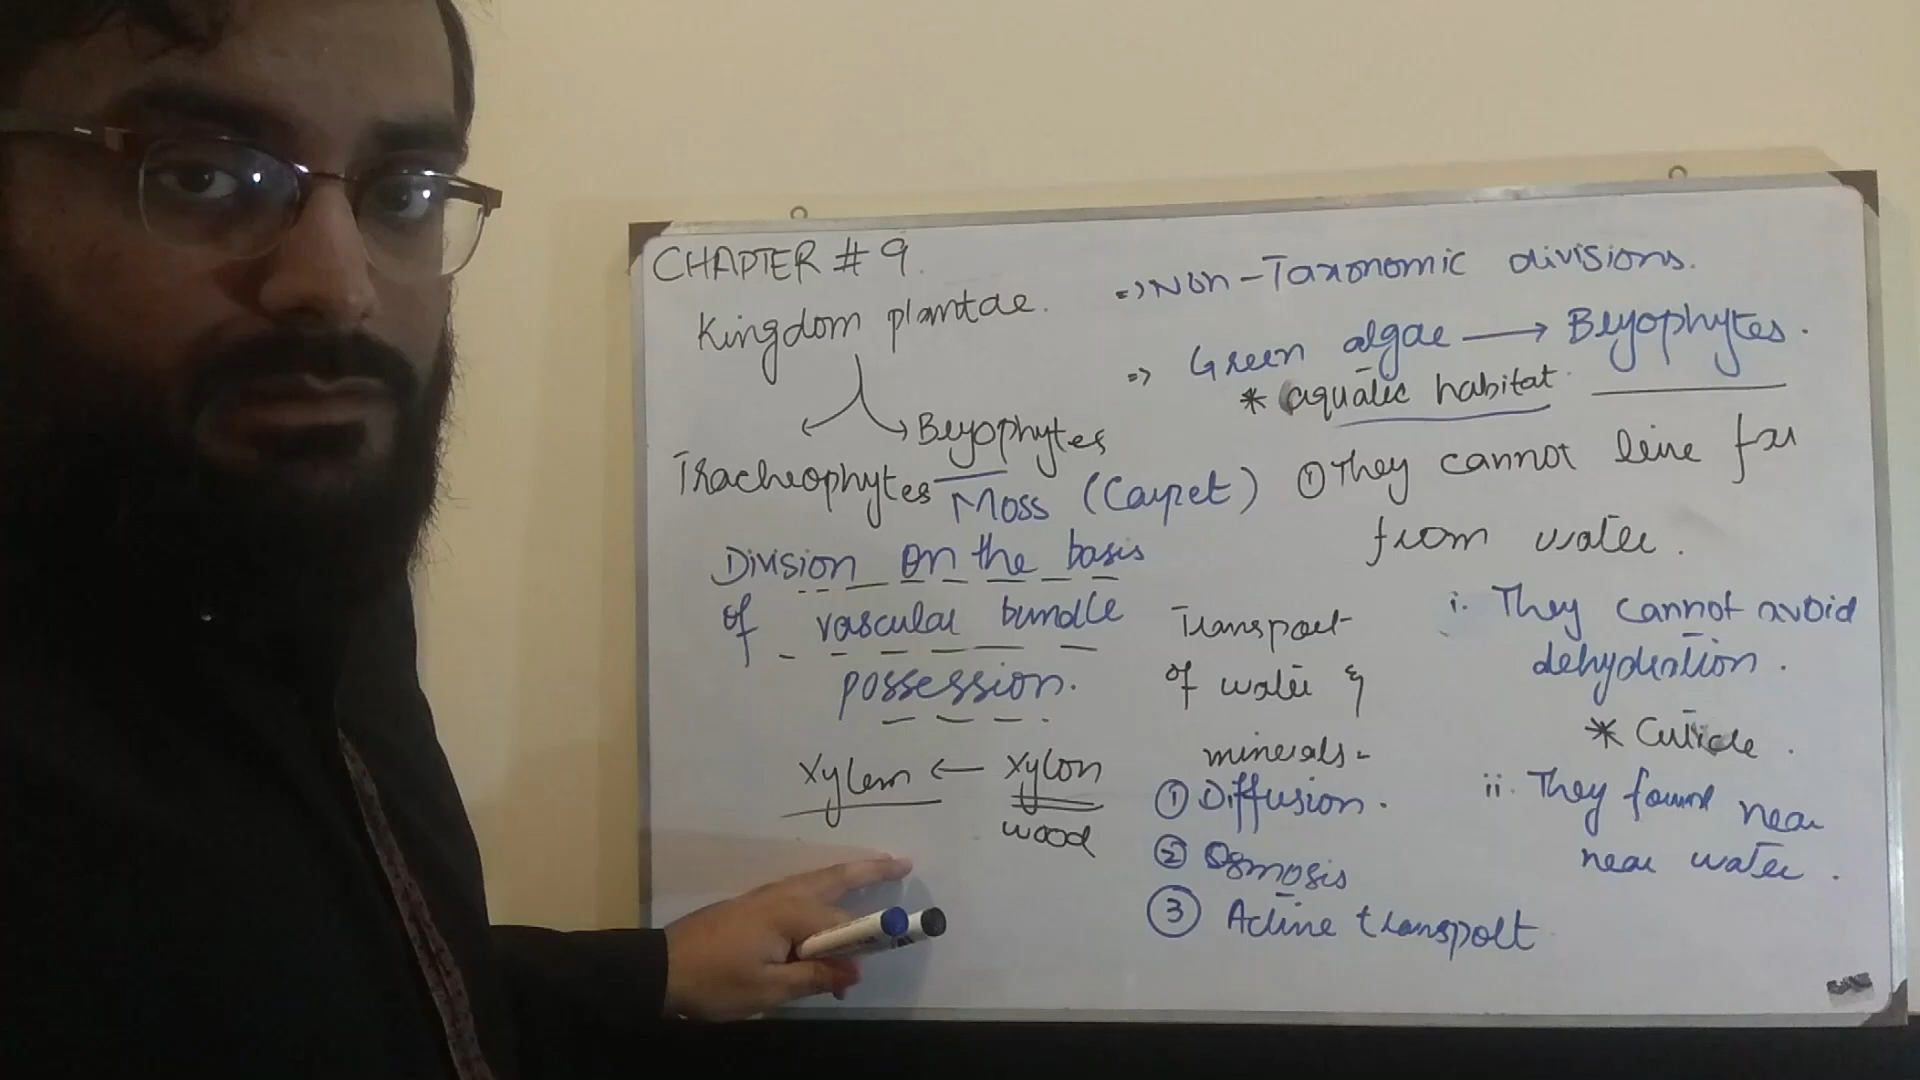 CHAPTER # 9.
Kingdom plantae.
Bryophytes
Tracheophytes
Moss (Carpet)
Division on the basis
of vascular bundle
possession.
Xylem ← Xylon
wood
=> Non-Taxonomic divisions.
=> Green algae → Bryophytes.
* aquatic habitat.
① They cannot live far
from water.
Transport
of water &
minerals-
① Diffusion.
② Osmosis
③ Active transport
i. They cannot avoid
dehydration.
* Cuticle.
ii. They found near
near water.